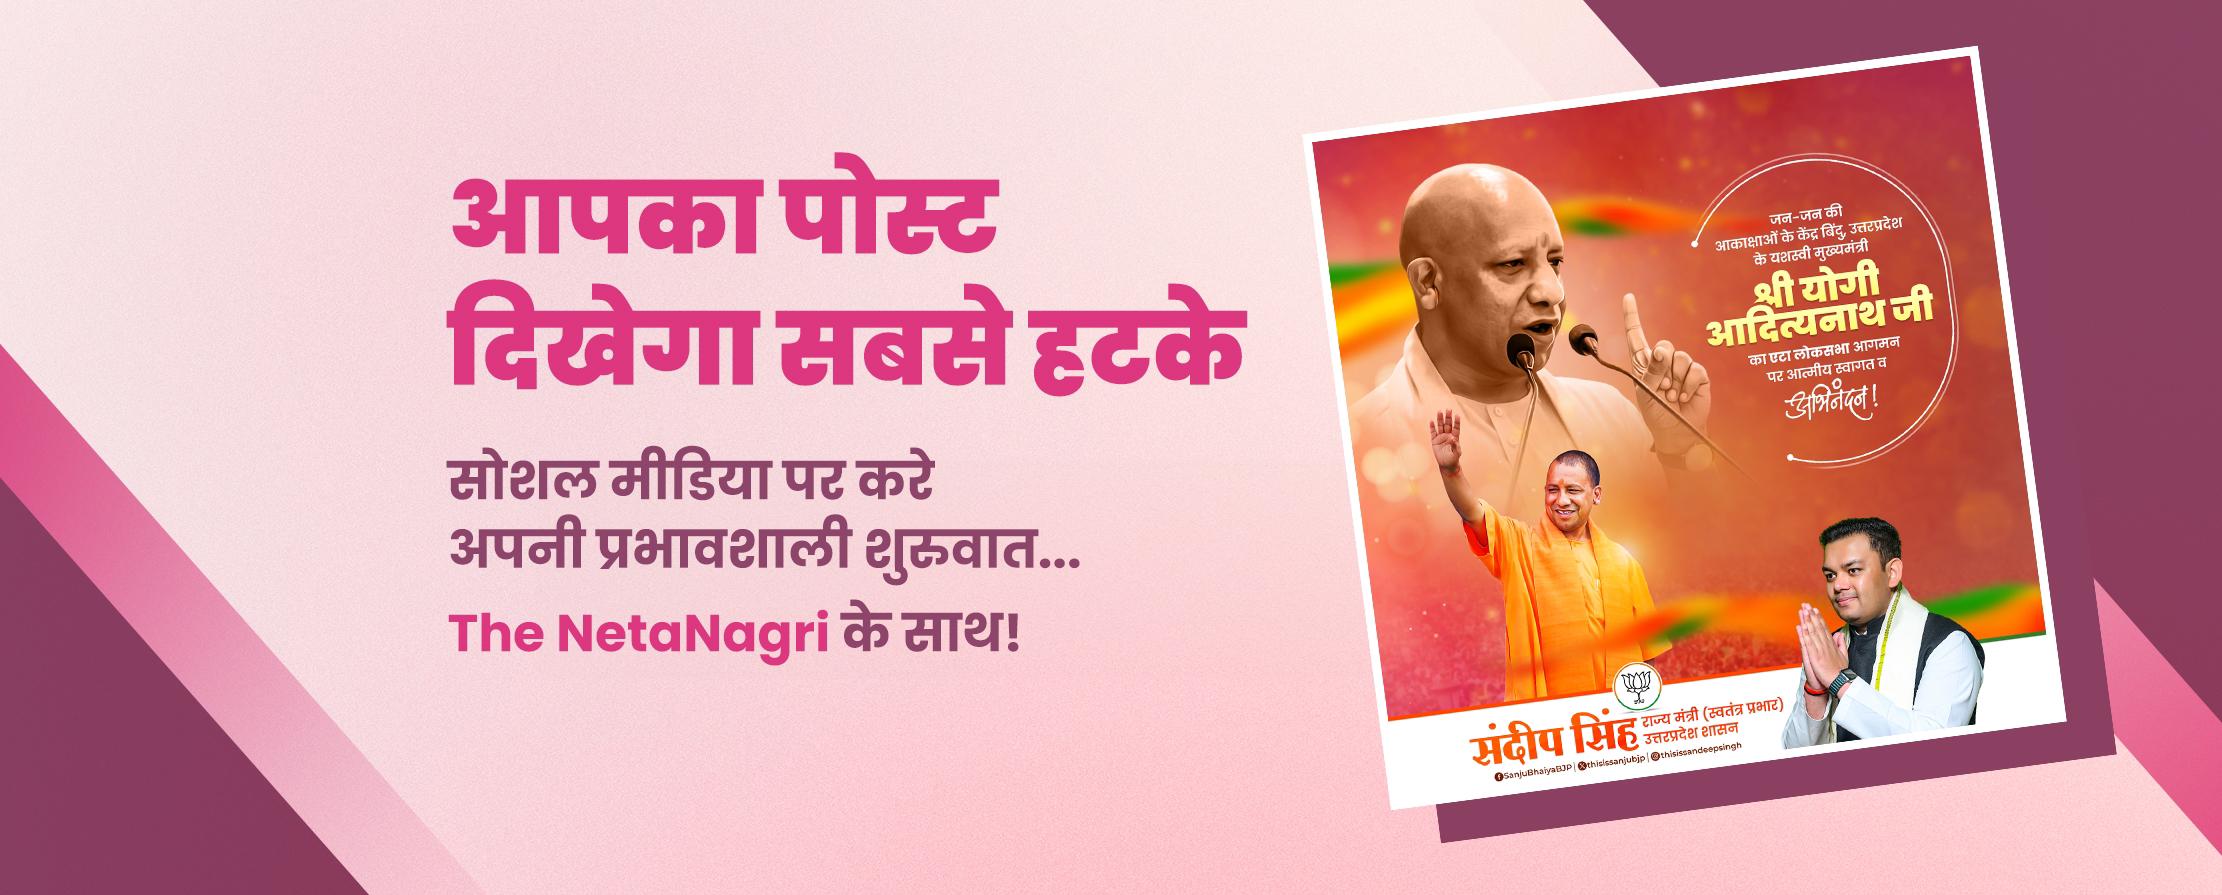 आपका पोस्ट
दिखेगा सबसे हटके
सोशल मीडिया पर करे
अपनी प्रभावशाली शुरुवात...
The NetaNagri के साथ!
जन-जन की
आकाक्षाओं के केंद्र बिंदु, उत्तरप्रदेश
के यशस्वी मुख्यमंत्री
श्री योगी
आदित्यनाथ जी
का एटा लोकसभा आगमन
पर आत्मीय स्वागत व
अभिनंदन!
संदीप सिंह
राज्य मंत्री (स्वतंत्र प्रभार)
उत्तरप्रदेश शासन
SanjuBhaiyaBJP | thisissanjubjp | thisissandeepsingh